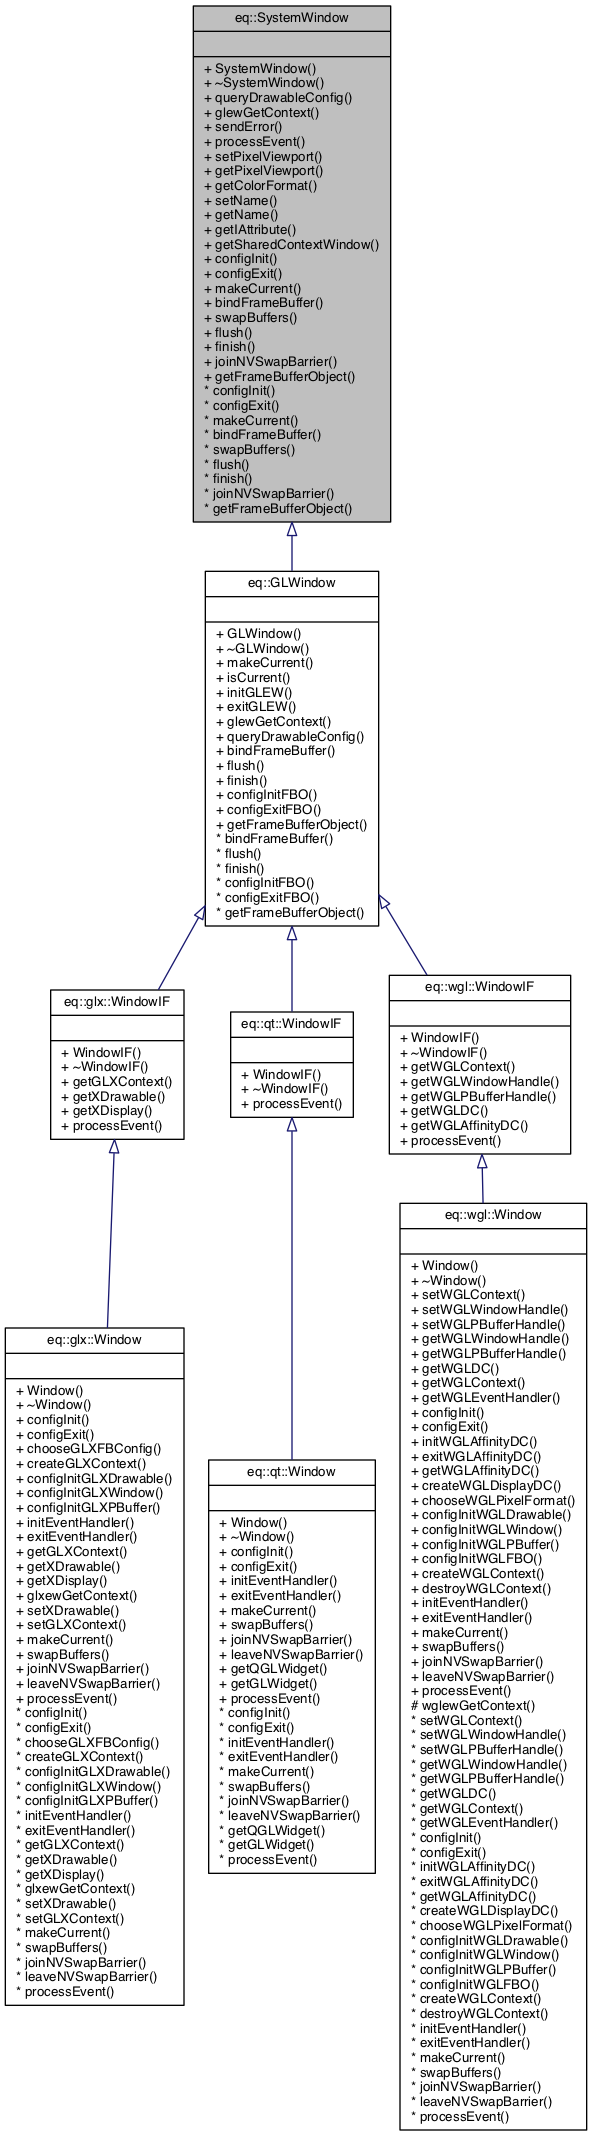 eq::SystemWindow
+ SystemWindow()
+ ~SystemWindow()
+ queryDrawableConfig()
+ glewGetContext()
+ sendError()
+ processEvent()
+ setPixelViewport()
+ getPixelViewport()
+ getColorFormat()
+ setName()
+ getName()
+ getIAttribute()
+ getSharedContextWindow()
+ configInit()
+ configExit()
+ makeCurrent()
+ bindFrameBuffer()
+ swapBuffers()
+ flush()
+ finish()
+ joinNVSwapBarrier()
+ getFrameBufferObject()
* configInit()
* configExit()
* makeCurrent()
* bindFrameBuffer()
* swapBuffers()
* flush()
* finish()
* joinNVSwapBarrier()
* getFrameBufferObject()
eq::GLWindow
+ GLWindow()
+ ~GLWindow()
+ makeCurrent()
+ isCurrent()
+ initGLEW()
+ exitGLEW()
+ glewGetContext()
+ queryDrawableConfig()
+ bindFrameBuffer()
+ flush()
+ finish()
+ configInitFBO()
+ configExitFBO()
+ getFrameBufferObject()
* bindFrameBuffer()
* flush()
* finish()
* configInitFBO()
* configExitFBO()
* getFrameBufferObject()
eq::glx::WindowIF
+ WindowIF()
+ ~WindowIF()
+ getGLXContext()
+ getXDrawable()
+ getXDisplay()
+ processEvent()
eq::qt::WindowIF
+ WindowIF()
+ ~WindowIF()
+ processEvent()
eq::wgl::WindowIF
+ WindowIF()
+ ~WindowIF()
+ getWGLContext()
+ getWGLWindowHandle()
+ getWGLPBufferHandle()
+ getWGLDC()
+ getWGLAffinityDC()
+ processEvent()
eq::glx::Window
+ Window()
+ ~Window()
+ configInit()
+ configExit()
+ chooseGLXFBConfig()
+ createGLXContext()
+ configInitGLXDrawable()
+ configInitGLXWindow()
+ configInitGLXPBuffer()
+ initEventHandler()
+ exitEventHandler()
+ getGLXContext()
+ getXDrawable()
+ getXDisplay()
+ glxewGetContext()
+ setXDrawable()
+ setGLXContext()
+ makeCurrent()
+ swapBuffers()
+ joinNVSwapBarrier()
+ leaveNVSwapBarrier()
+ processEvent()
* configInit()
* configExit()
* chooseGLXFBConfig()
* createGLXContext()
* configInitGLXDrawable()
* configInitGLXWindow()
* configInitGLXPBuffer()
* initEventHandler()
* exitEventHandler()
* getGLXContext()
* getXDrawable()
* getXDisplay()
* glxewGetContext()
* setXDrawable()
* setGLXContext()
* makeCurrent()
* swapBuffers()
* joinNVSwapBarrier()
* leaveNVSwapBarrier()
* processEvent()
eq::qt::Window
+ Window()
+ ~Window()
+ configInit()
+ configExit()
+ initEventHandler()
+ exitEventHandler()
+ makeCurrent()
+ swapBuffers()
+ joinNVSwapBarrier()
+ leaveNVSwapBarrier()
+ getQGLWidget()
+ getGLWidget()
+ processEvent()
* configInit()
* configExit()
* initEventHandler()
* exitEventHandler()
* makeCurrent()
* swapBuffers()
* joinNVSwapBarrier()
* leaveNVSwapBarrier()
* getQGLWidget()
* getGLWidget()
* processEvent()
eq::wgl::Window
+ Window()
+ ~Window()
+ setWGLContext()
+ setWGLWindowHandle()
+ setWGLPBufferHandle()
+ getWGLWindowHandle()
+ getWGLPBufferHandle()
+ getWGLDC()
+ getWGLContext()
+ getWGLEventHandler()
+ configInit()
+ configExit()
+ initWGLAffinityDC()
+ exitWGLAffinityDC()
+ getWGLAffinityDC()
+ createWGLDisplayDC()
+ chooseWGLPixelFormat()
+ configInitWGLDrawable()
+ configInitWGLWindow()
+ configInitWGLPBuffer()
+ configInitWGLFBO()
+ createWGLContext()
+ destroyWGLContext()
+ initEventHandler()
+ exitEventHandler()
+ makeCurrent()
+ swapBuffers()
+ joinNVSwapBarrier()
+ leaveNVSwapBarrier()
+ processEvent()
# wglewGetContext()
* setWGLContext()
* setWGLWindowHandle()
* setWGLPBufferHandle()
* getWGLWindowHandle()
* getWGLPBufferHandle()
* getWGLDC()
* getWGLContext()
* getWGLEventHandler()
* configInit()
* configExit()
* initWGLAffinityDC()
* exitWGLAffinityDC()
* getWGLAffinityDC()
* createWGLDisplayDC()
* chooseWGLPixelFormat()
* configInitWGLDrawable()
* configInitWGLWindow()
* configInitWGLPBuffer()
* configInitWGLFBO()
* createWGLContext()
* destroyWGLContext()
* initEventHandler()
* exitEventHandler()
* makeCurrent()
* swapBuffers()
* joinNVSwapBarrier()
* leaveNVSwapBarrier()
* processEvent()